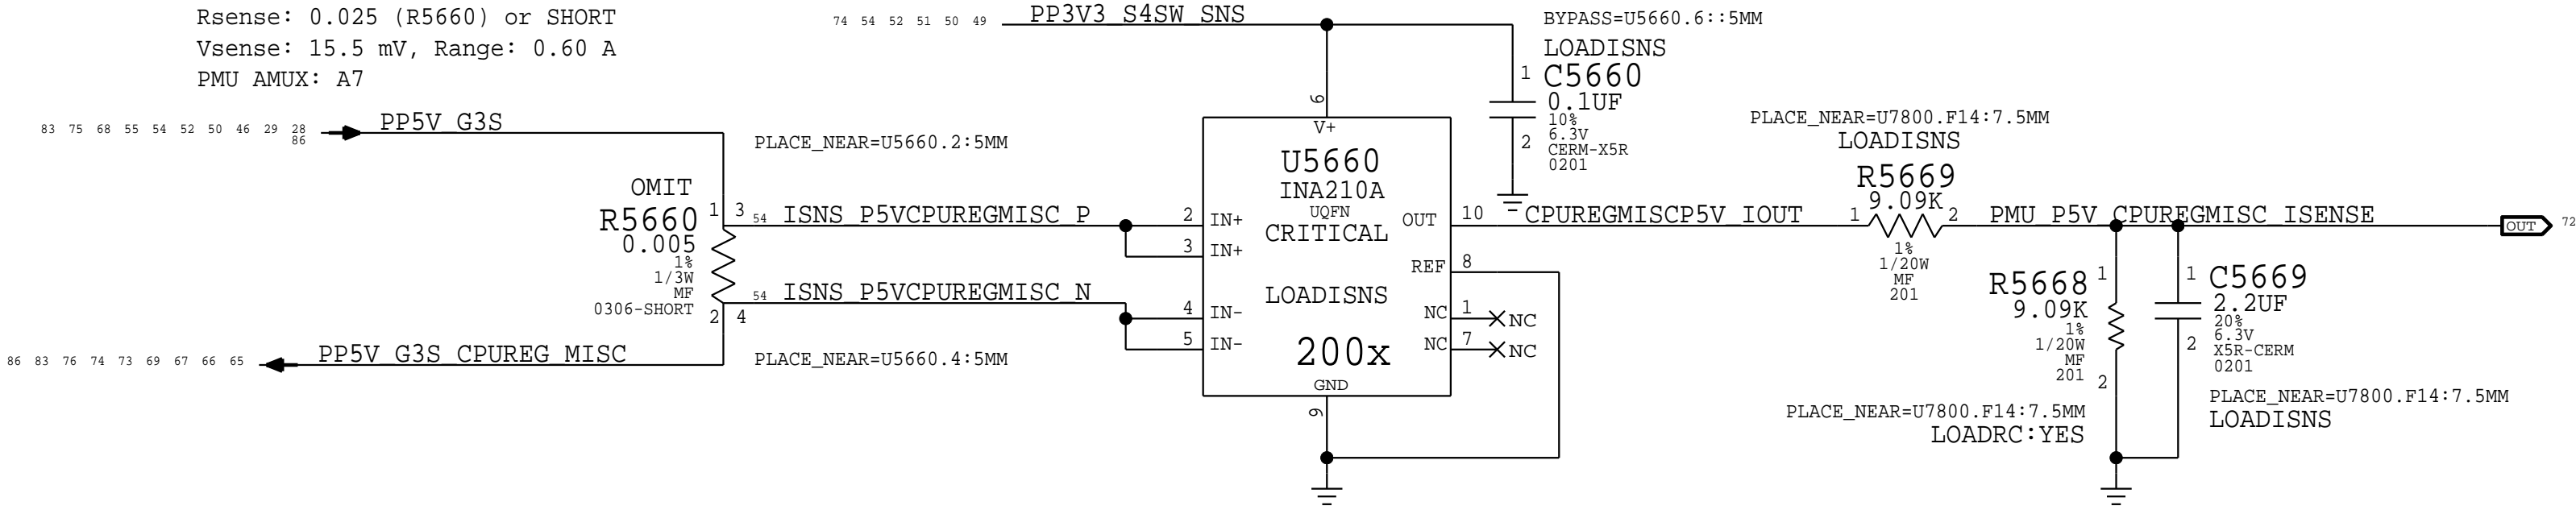 Rsense: 0.025 (R5660) or SHORT
Vsense: 15.5 mV, Range: 0.60 A
PMU AMUX: A7
74 54 52 51 50 49
PP3V3_S4SW_SNS
BYPASS=U5660.6::5MM
LOADISNS
1
C5660
0.1UF
10%
6.3V
CERM-X5R
0201
2
83 75 68 55 54 52 50 46 29 28
86
PP5V_G3S
PLACE_NEAR=U5660.2:5MM
OMIT
R5660
0.005
1%
1/3W
MF
0306-SHORT
1 3
2 4
54
ISNS_P5VCPUREGMISC_P
54
ISNS_P5VCPUREGMISC_N
86 83 76 74 73 69 67 66 65
PP5V_G3S_CPUREG_MISC
PLACE_NEAR=U5660.4:5MM
6
V+
U5660
INA210A
UQFN
CRITICAL
LOADISNS
200x
GND
9
2
IN+
3
IN+
4
IN-
5
IN-
OUT
10
REF
8
NC
1
NC
NC
7
NC
CPUREGMISCP5V_IOUT
PLACE_NEAR=U7800.F14:7.5MM
LOADISNS
R5669
9.09K
1
2
1%
1/20W
MF
201
PMU_P5V_CPUREGMISC_ISENSE
OUT
72
R5668
9.09K
1%
1/20W
MF
201
1
2
PLACE_NEAR=U7800.F14:7.5MM
LOADRC:YES
1
C5669
2.2UF
20%
6.3V
X5R-CERM
0201
2
PLACE_NEAR=U7800.F14:7.5MM
LOADISNS